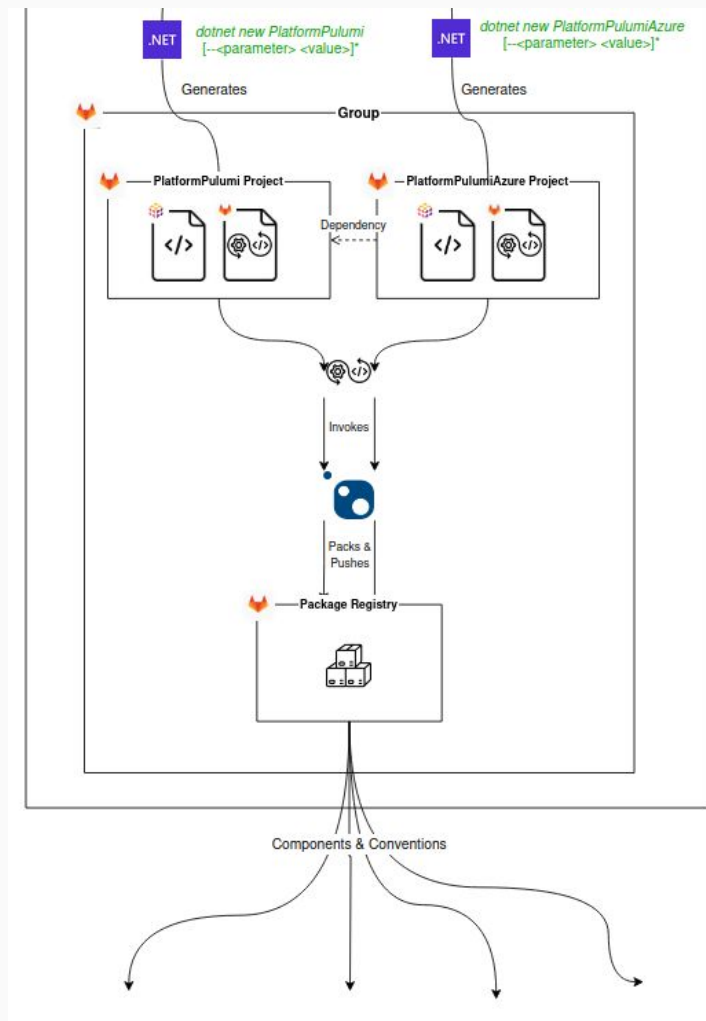 .NET
dotnet new PlatformPulumi
[--<parameter> <value>]*
.NET
dotnet new PlatformPulumiAzure
[--<parameter> <value>]*
Generates
Generates
Group
PlatformPulumi Project
PlatformPulumiAzure Project
Dependency
Invokes
Packs &
Pushes
Package Registry
Components & Conventions